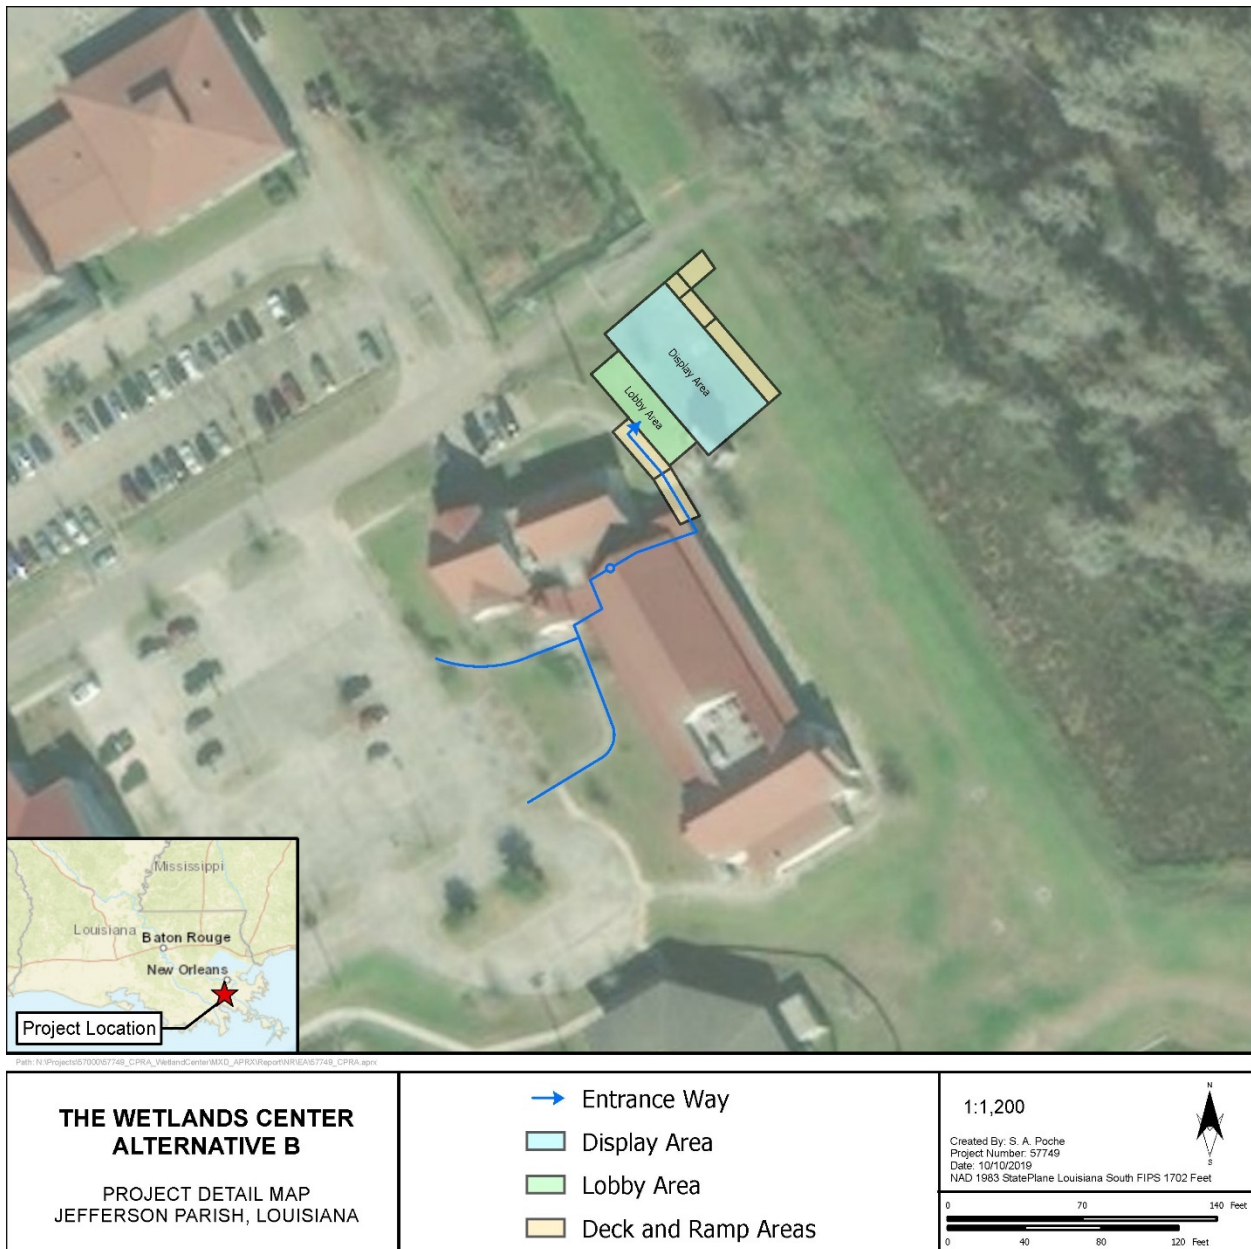 Display Area
Lobby Area
Mississippi
Louisiana
Baton Rouge
New Orleans
Project Location
Path: N:\Projects\57000\57749_CPRA_WetlandCenter\MXD_APRX\Report\NR\EA\57749_CPRA.aprx
THE WETLANDS CENTER
ALTERNATIVE B
PROJECT DETAIL MAP
JEFFERSON PARISH, LOUISIANA
Entrance Way
Display Area
Lobby Area
Deck and Ramp Areas
1:1,200
N
S
Created By: S. A. Poche
Project Number: 57749
Date: 10/10/2019
NAD 1983 StatePlane Louisiana South FIPS 1702 Feet
0 70 140 Feet
0 40 80 120 Feet